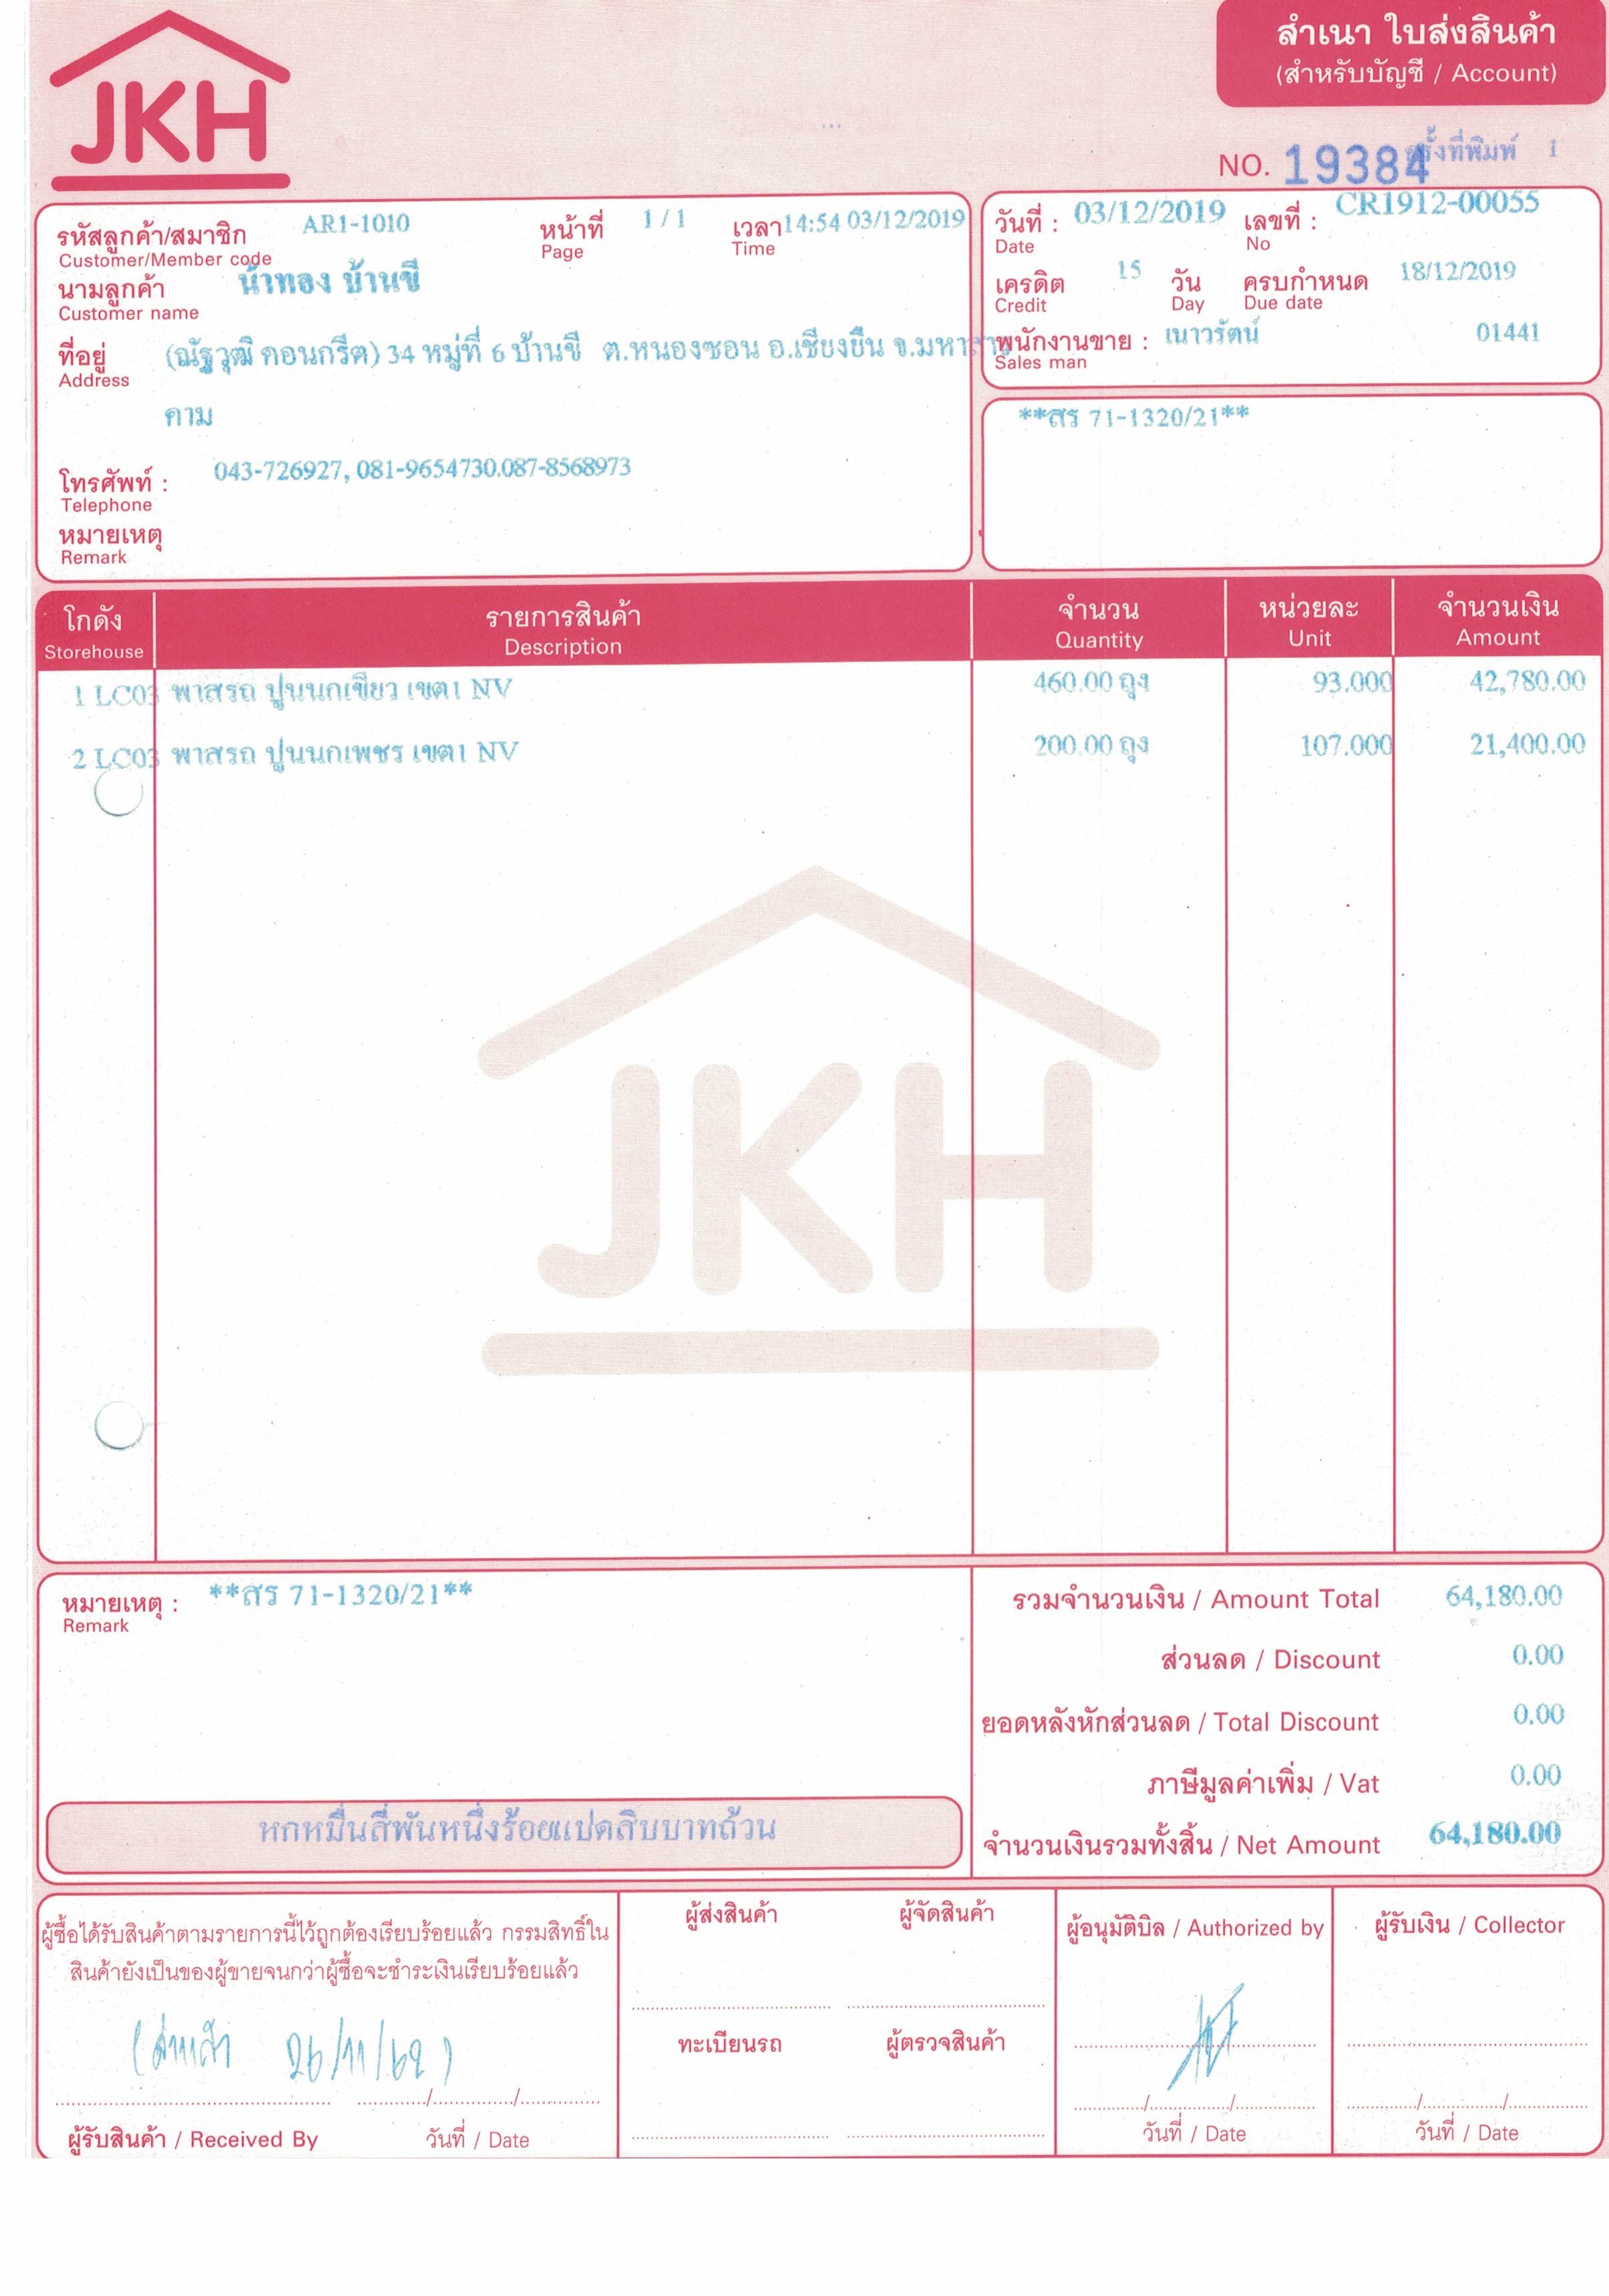 JKH
สำเนา ใบส่งสินค้า
(สำหรับบัญชี / Account)
NO. 19384 ครั้งที่พิมพ์ 1
รหัสลูกค้า/สมาชิก AR1-1010 หน้าที่ 1 / 1 เวลา 14:54 03/12/2019
Customer/Member code Page Time
นามลูกค้า น้าทอง บ้านชี
Customer name
ที่อยู่ (ณัฐวุฒิ คอนกรีต) 34 หมู่ที่ 6 บ้านชี ต.หนองซอน อ.เชียงยืน จ.มหาสาร
Address
คาม
โทรศัพท์ : 043-726927, 081-9654730.087-8568973
Telephone
หมายเหตุ
Remark
วันที่ : 03/12/2019 เลขที่ : CR1912-00055
Date No
เครดิต 15 วัน ครบกำหนด 18/12/2019
Credit Day Due date
พนักงานขาย : เนาวรัตน์ 01441
Sales man
**สร 71-1320/21**
โกดัง รายการสินค้า จำนวน หน่วยละ จำนวนเงิน
Storehouse Description Quantity Unit Amount
1 LC03 พาสรถ ปูนนกเขียว เขต1 NV 460.00 ถุง 93.000 42,780.00
2 LC03 พาสรถ ปูนนกเพชร เขต1 NV 200.00 ถุง 107.000 21,400.00
JKH
หมายเหตุ : **สร 71-1320/21**
Remark
รวมจำนวนเงิน / Amount Total 64,180.00
ส่วนลด / Discount 0.00
ยอดหลังหักส่วนลด / Total Discount 0.00
ภาษีมูลค่าเพิ่ม / Vat 0.00
หกหมื่นสี่พันหนึ่งร้อยแปดสิบบาทถ้วน
จำนวนเงินรวมทั้งสิ้น / Net Amount 64,180.00
ผู้ซื้อได้รับสินค้าตามรายการนี้ไว้ถูกต้องเรียบร้อยแล้ว กรรมสิทธิ์ใน
สินค้ายังเป็นของผู้ขายจนกว่าผู้ซื้อจะชำระเงินเรียบร้อยแล้ว
26/11/62)
ผู้รับสินค้า / Received By วันที่ / Date
ผู้ส่งสินค้า ผู้จัดสินค้า
ทะเบียนรถ ผู้ตรวจสินค้า
ผู้อนุมัติบิล / Authorized by
วันที่ / Date
ผู้รับเงิน / Collector
วันที่ / Date